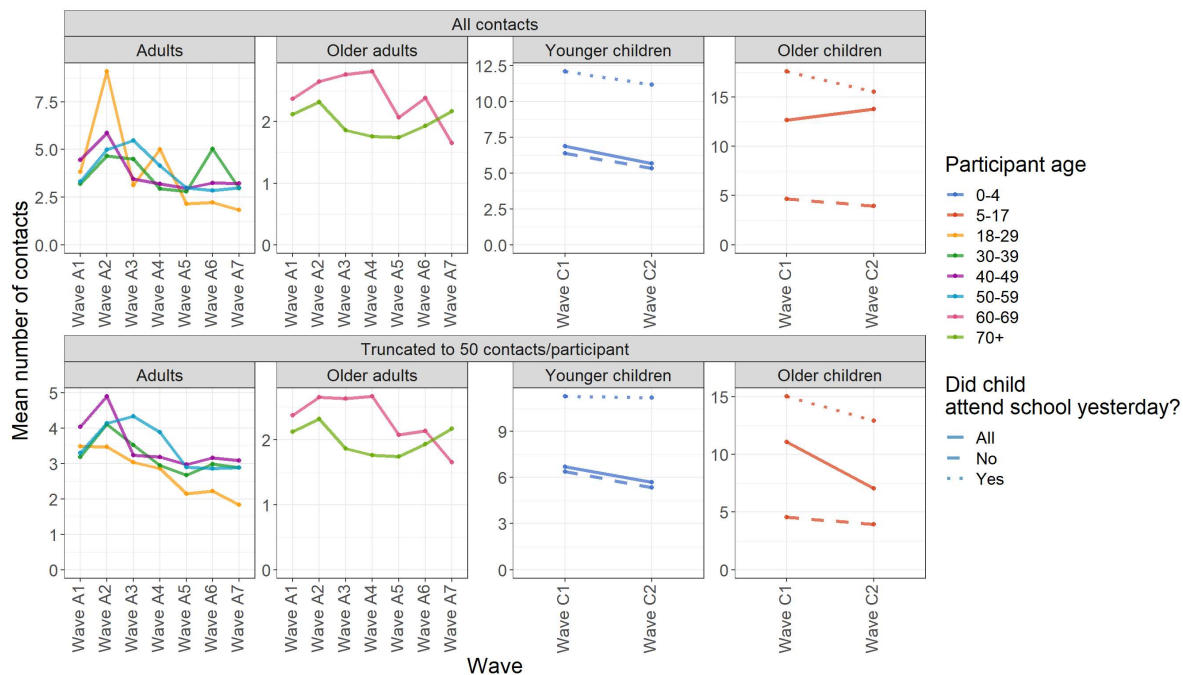 All contacts
Adults
Older adults
Younger children
Older children
7.5
5.0
2.5
0.0
2
1
0
12.5
10.0
7.5
5.0
2.5
0.0
15
10
5
0
Wave A1
Wave A2
Wave A3
Wave A4
Wave A5
Wave A6
Wave A7
Wave A1
Wave A2
Wave A3
Wave A4
Wave A5
Wave A6
Wave A7
Wave C1
Wave C2
Wave C1
Wave C2
Mean number of contacts
Truncated to 50 contacts/participant
Adults
Older adults
Younger children
Older children
5
4
3
2
1
0
2
1
0
9
6
3
0
15
10
5
0
Wave A1
Wave A2
Wave A3
Wave A4
Wave A5
Wave A6
Wave A7
Wave A1
Wave A2
Wave A3
Wave A4
Wave A5
Wave A6
Wave A7
Wave C1
Wave C2
Wave C1
Wave C2
Wave
Participant age
0-4
5-17
18-29
30-39
40-49
50-59
60-69
70+
Did child
attend school yesterday?
All
No
Yes